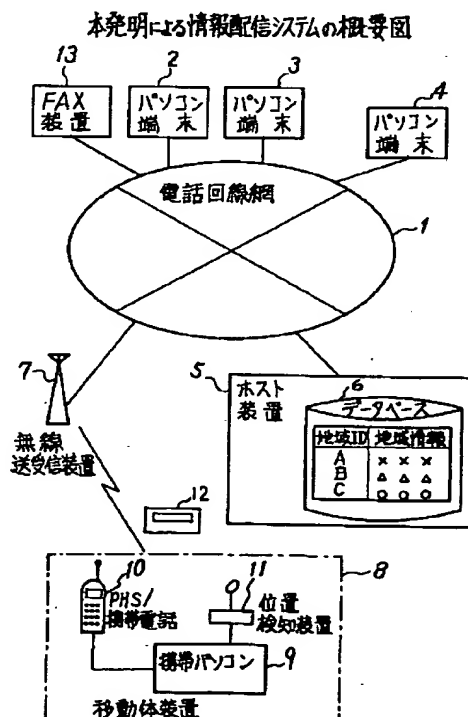 本発明による情報配信システムの概要図
13
2
3
4
FAX
装置
パソコン
端末
パソコン
端末
パソコン
端末
電話回線網
1
7
無線
送受信装置
5
ホスト
装置
6
データベース
地域ID 地域情報
A × × ×
B △ △ △
C ○ ○ ○
12
8
10
PHS/
携帯電話
11
位置
検知装置
携帯パソコン
9
移動体装置